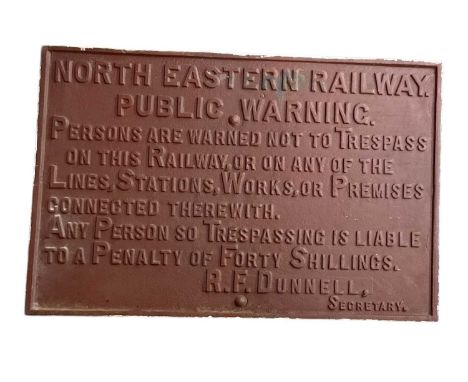 NORTH EASTERN RAILWAY.
PUBLIC WARNING.
PERSONS ARE WARNED NOT TO TRESPASS
ON THIS RAILWAY, OR ON ANY OF THE
LINES, STATIONS, WORKS, OR PREMISES
CONNECTED THEREWITH.
ANY PERSON SO TRESPASSING IS LIABLE
TO A PENALTY OF FORTY SHILLINGS.
R.F. DUNNELL,
SECRETARY.